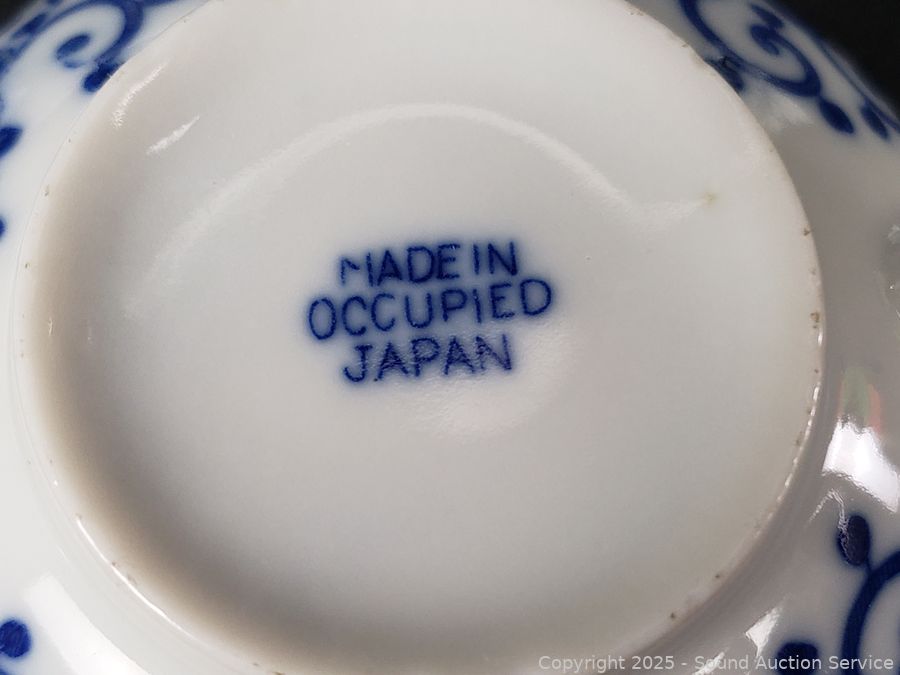 MADE IN
OCCUPIED
JAPAN
Copyright 2025 - Sound Auction Service